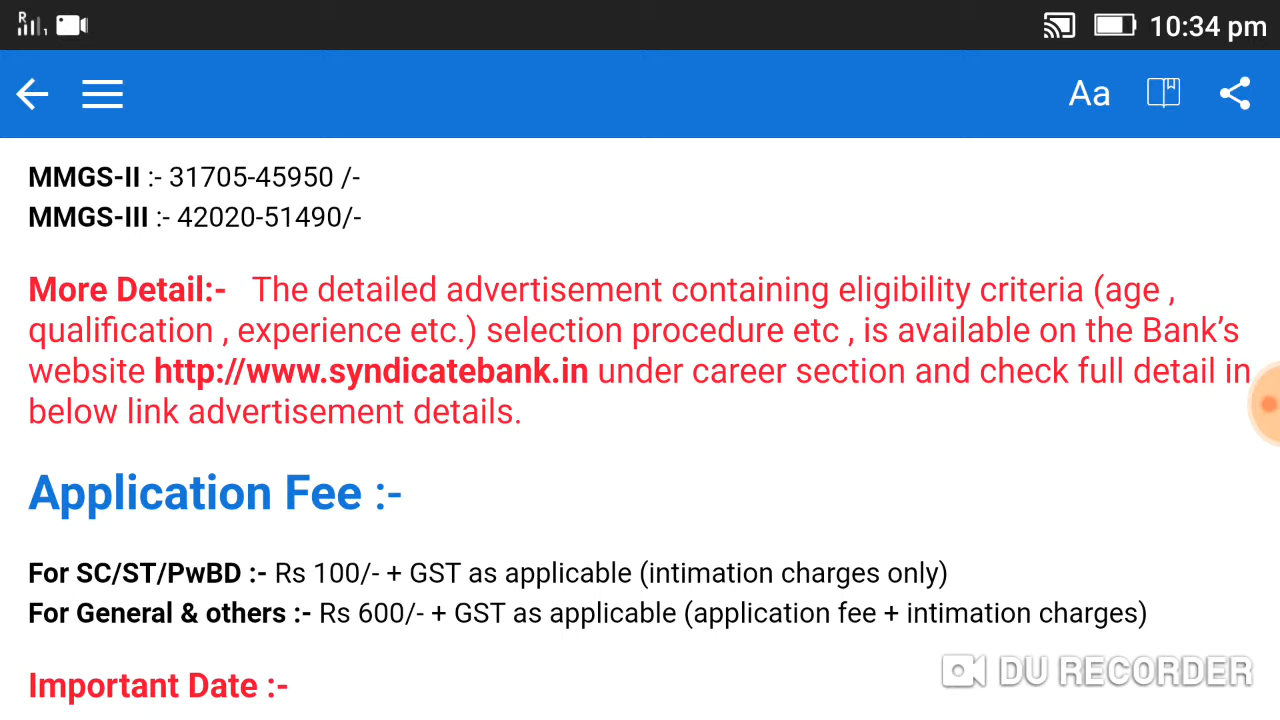 R
1
10:34 pm
Aa
MMGS-II :- 31705-45950 /-
MMGS-III :- 42020-51490/-
More Detail:- The detailed advertisement containing eligibility criteria (age ,
qualification , experience etc.) selection procedure etc , is available on the Bank’s
website http://www.syndicatebank.in under career section and check full detail in
below link advertisement details.
Application Fee :-
For SC/ST/PwBD :- Rs 100/- + GST as applicable (intimation charges only)
For General & others :- Rs 600/- + GST as applicable (application fee + intimation charges)
DU RECORDER
Important Date :-